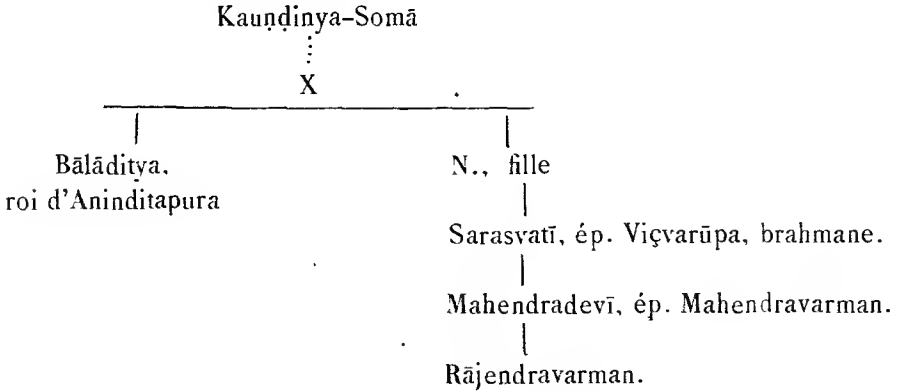 Kauṇḍinya-Somā
X
Bālāditya,
roi d'Aninditapura
N., fille
Sarasvatī, ép. Viçvarūpa, brahmane.
Mahendradevī, ép. Mahendravarman.
Rājendravarman.